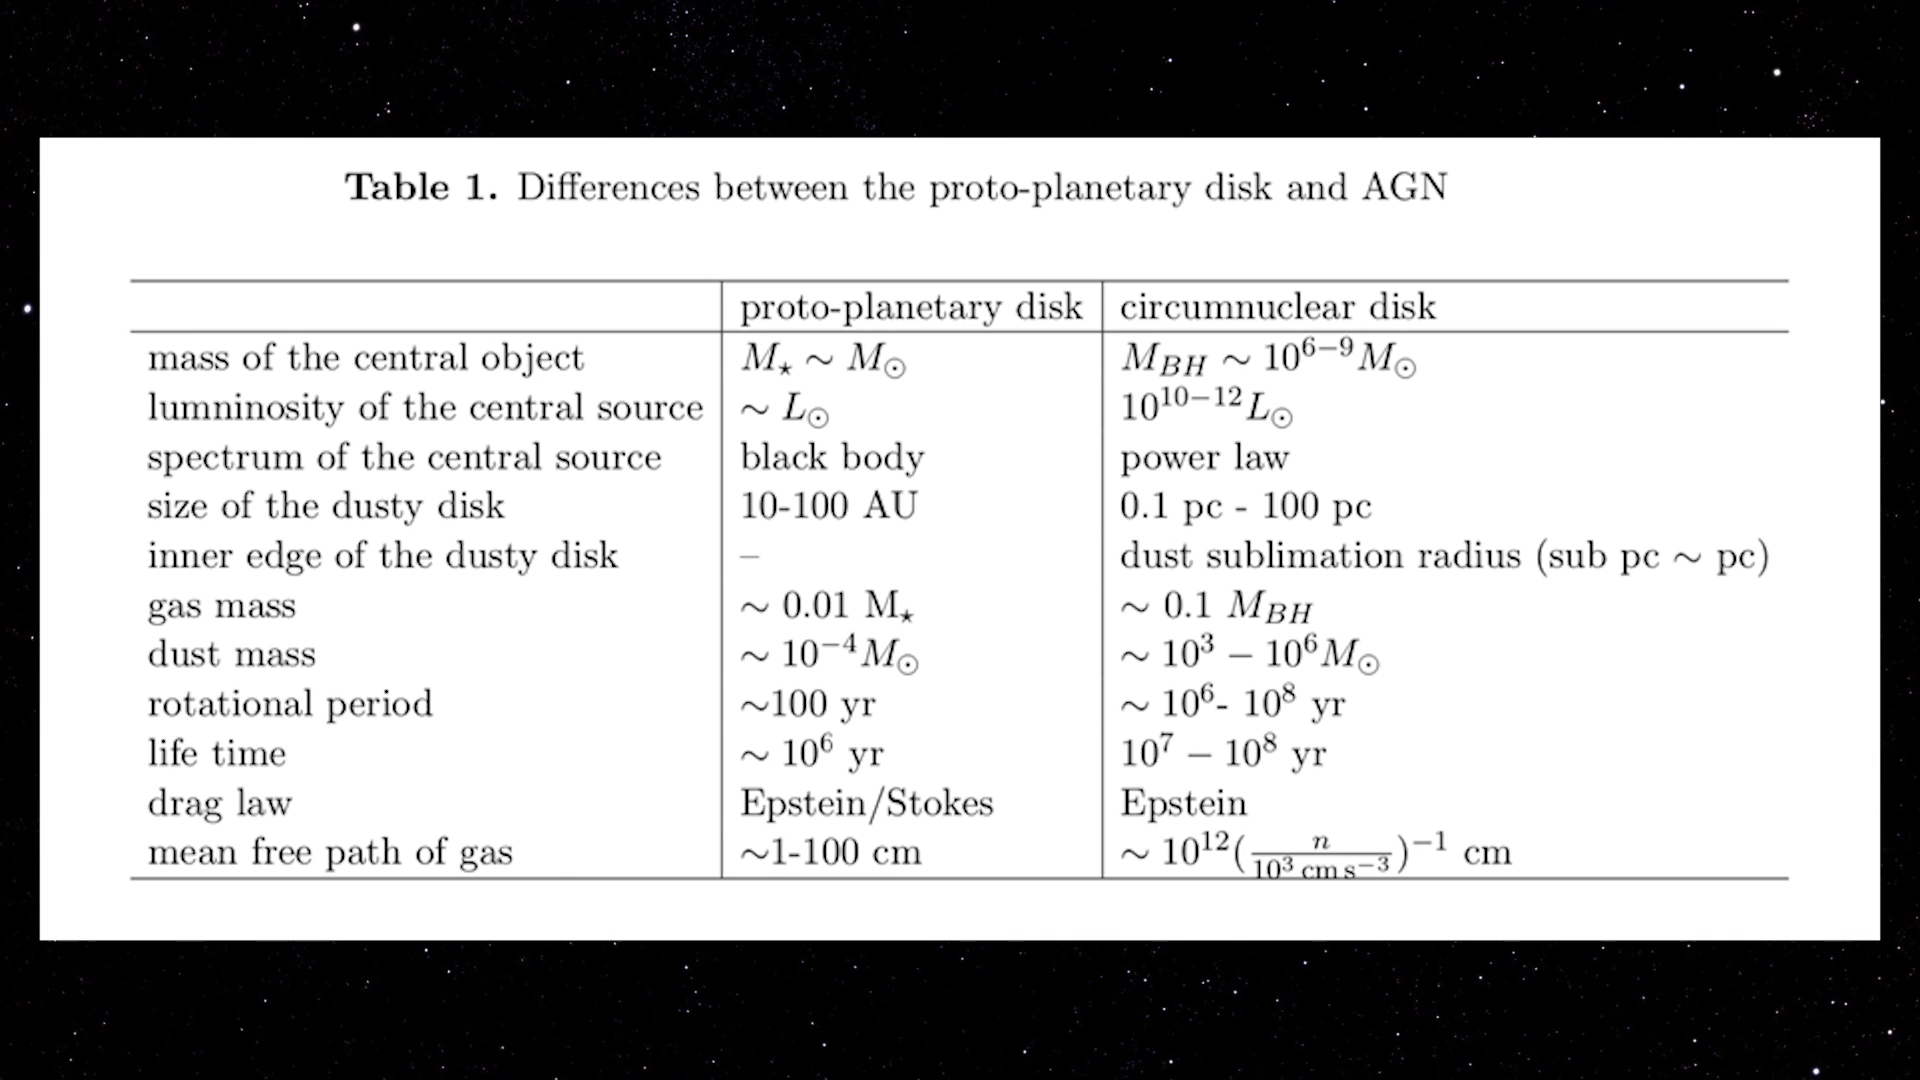 Table 1. Differences between the proto-planetary disk and AGN
proto-planetary disk circumnuclear disk
mass of the central object M⋆ ∼ M⊙ M_BH ∼ 10^{6−9}M⊙
lumninosity of the central source ∼ L⊙ 10^{10−12}L⊙
spectrum of the central source black body power law
size of the dusty disk 10-100 AU 0.1 pc - 100 pc
inner edge of the dusty disk – dust sublimation radius (sub pc ∼ pc)
gas mass ∼ 0.01 M⋆ ∼ 0.1 M_BH
dust mass ∼ 10^{−4}M⊙ ∼ 10^3 – 10^6M⊙
rotational period ∼100 yr ∼ 10^6- 10^8 yr
life time ∼ 10^6 yr 10^7 – 10^8 yr
drag law Epstein/Stokes Epstein
mean free path of gas ∼1-100 cm ∼ 10^{12}(n/10^3 cm s^{−3})^{−1} cm